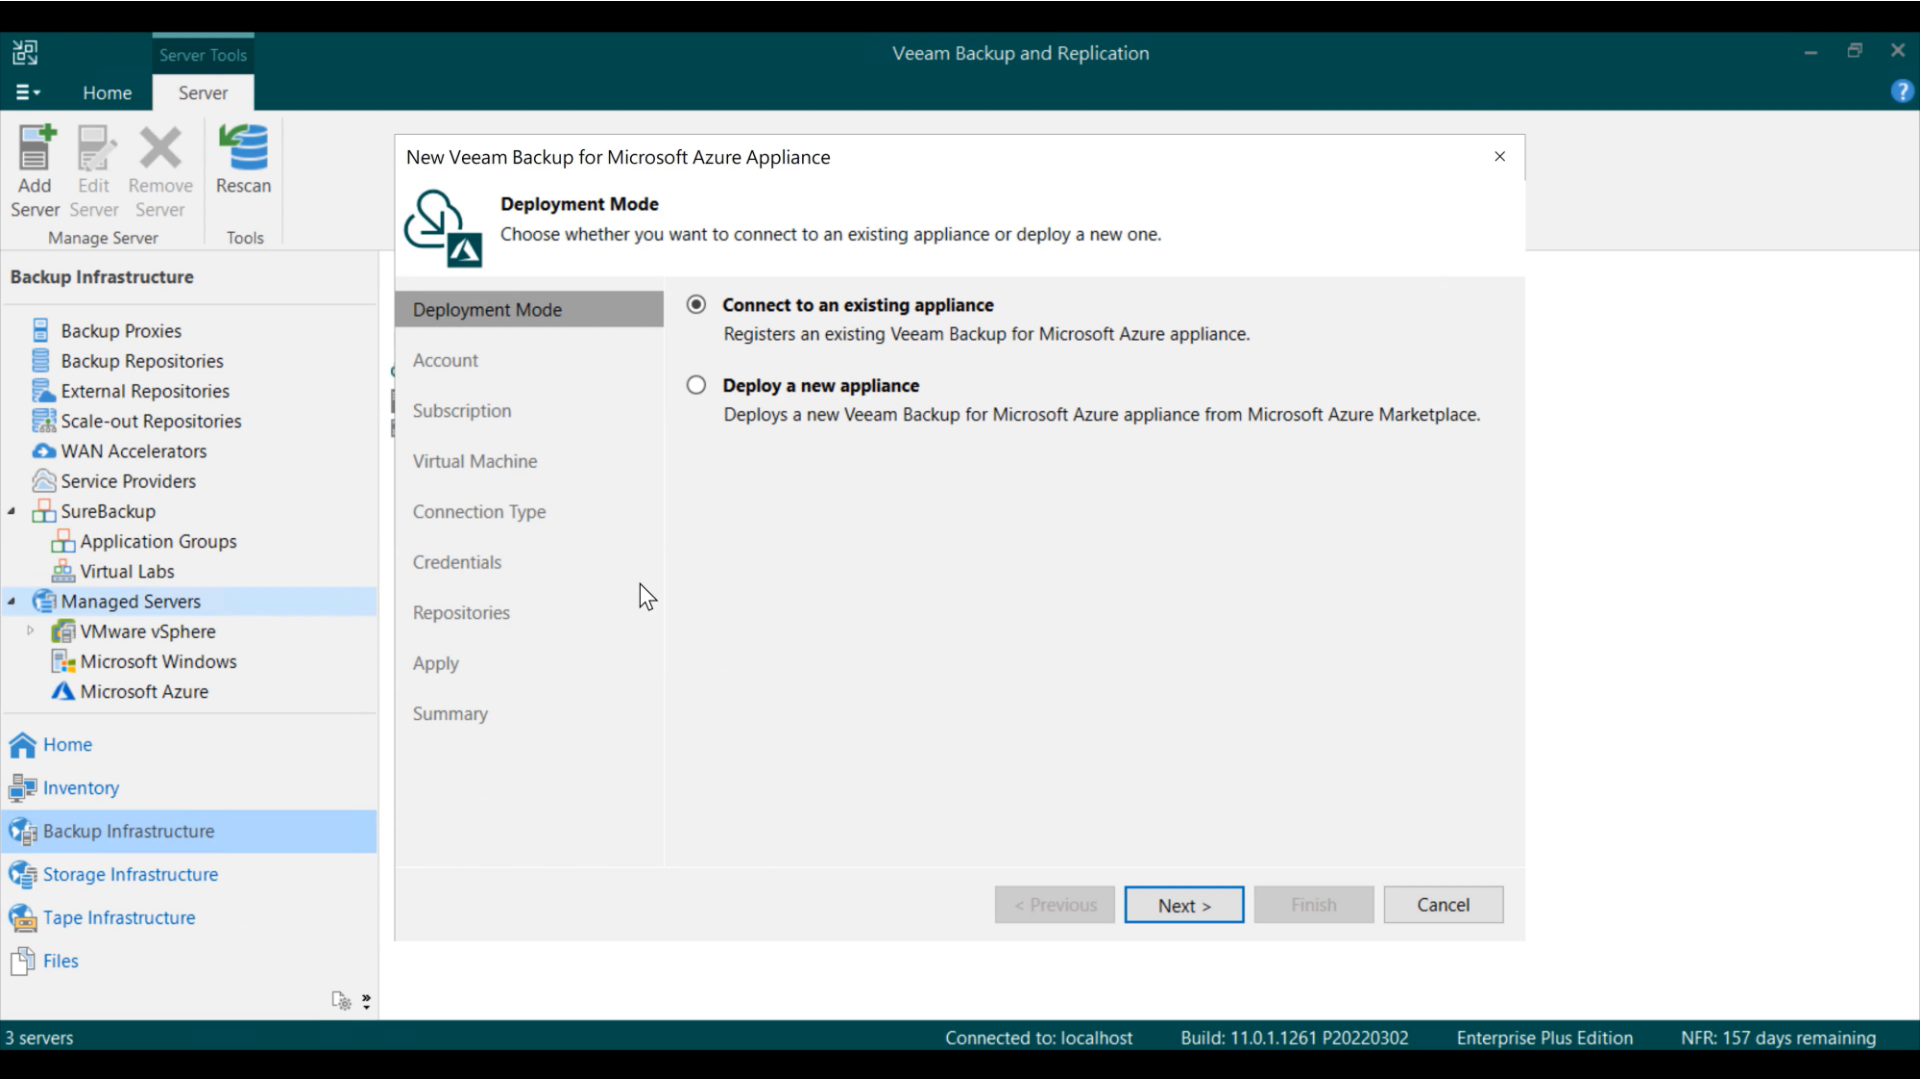 Server Tools
Veeam Backup and Replication
Home
Server
?
Add Server
Edit Server
Remove Server
Rescan
Manage Server
Tools
New Veeam Backup for Microsoft Azure Appliance
Deployment Mode
Choose whether you want to connect to an existing appliance or deploy a new one.
Backup Infrastructure
Backup Proxies
Backup Repositories
External Repositories
Scale-out Repositories
WAN Accelerators
Service Providers
SureBackup
Application Groups
Virtual Labs
Managed Servers
VMware vSphere
Microsoft Windows
Microsoft Azure
Home
Inventory
Backup Infrastructure
Storage Infrastructure
Tape Infrastructure
Files
Deployment Mode
Account
Subscription
Virtual Machine
Connection Type
Credentials
Repositories
Apply
Summary
Connect to an existing appliance
Registers an existing Veeam Backup for Microsoft Azure appliance.
Deploy a new appliance
Deploys a new Veeam Backup for Microsoft Azure appliance from Microsoft Azure Marketplace.
< Previous
Next >
Finish
Cancel
3 servers
Connected to: localhost
Build: 11.0.1.1261 P20220302
Enterprise Plus Edition
NFR: 157 days remaining